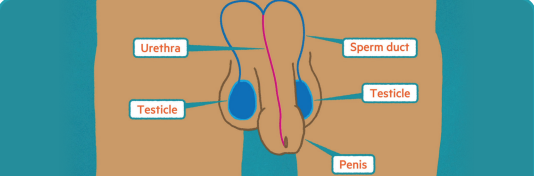 Urethra
Sperm duct
Testicle
Testicle
Penis